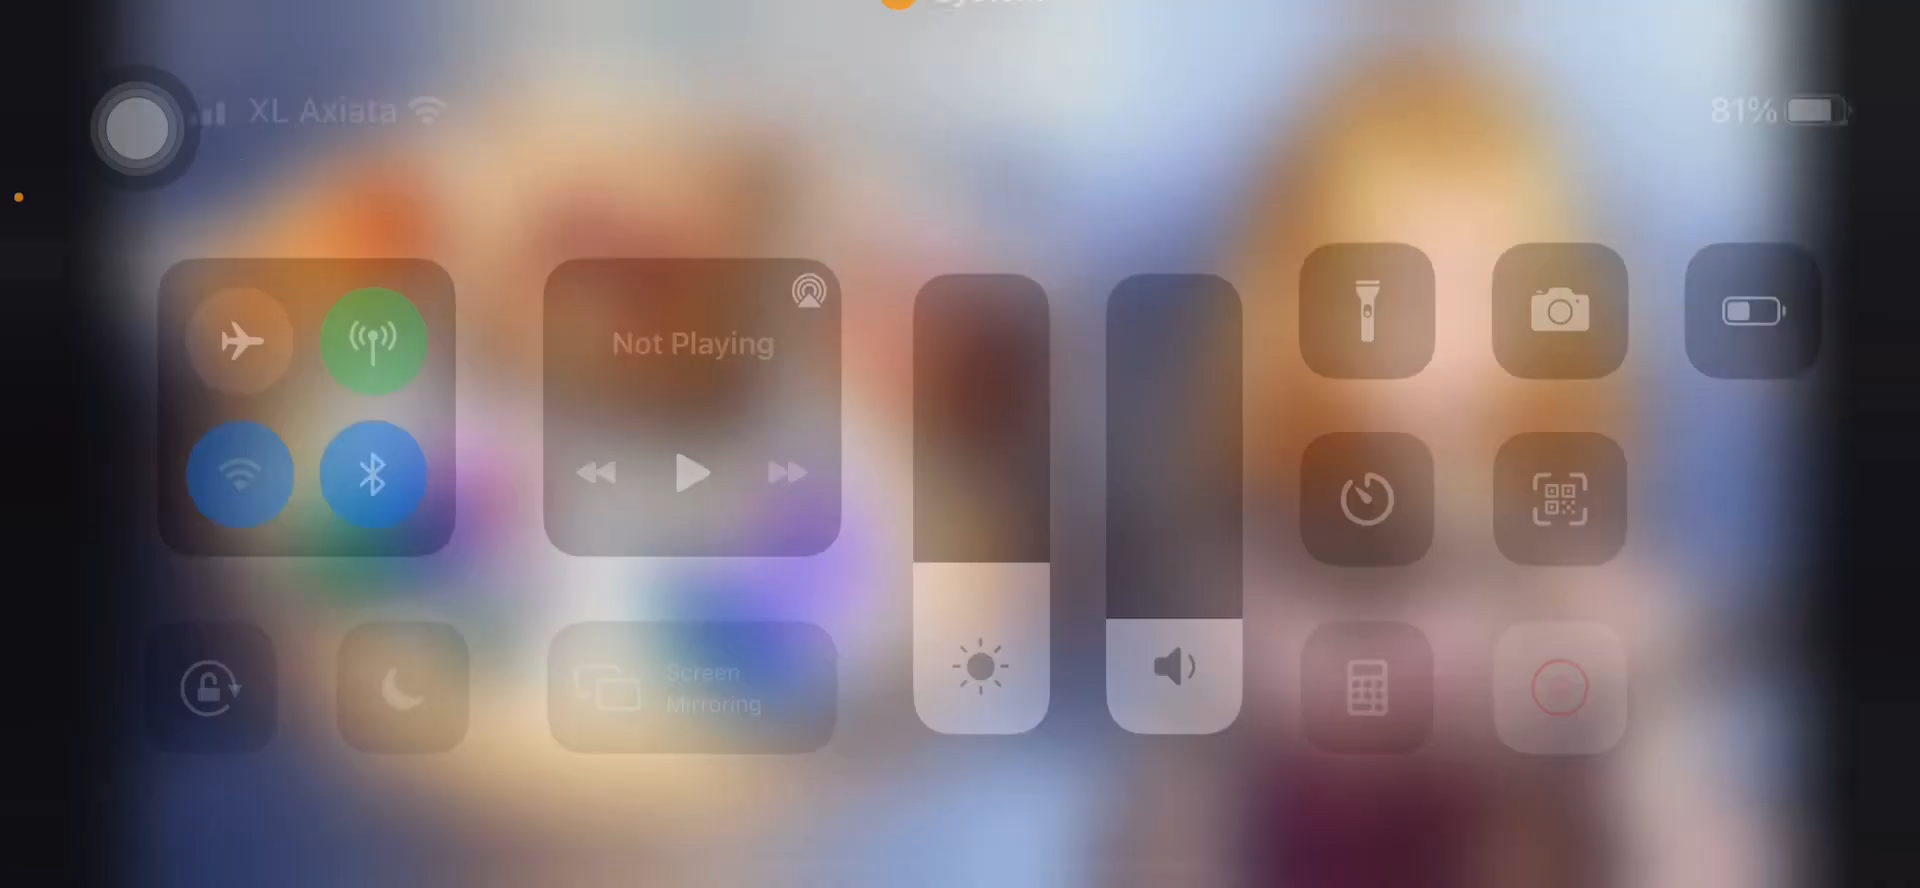 XL Axiata
81%
Not Playing
Screen
Mirroring